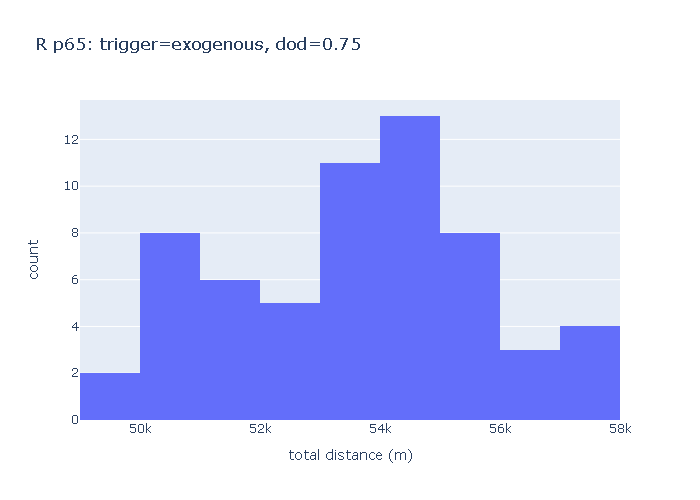 R p65: trigger=exogenous, dod=0.75
12
10
8
6
4
2
0
count
50k 52k 54k 56k 58k
total distance (m)